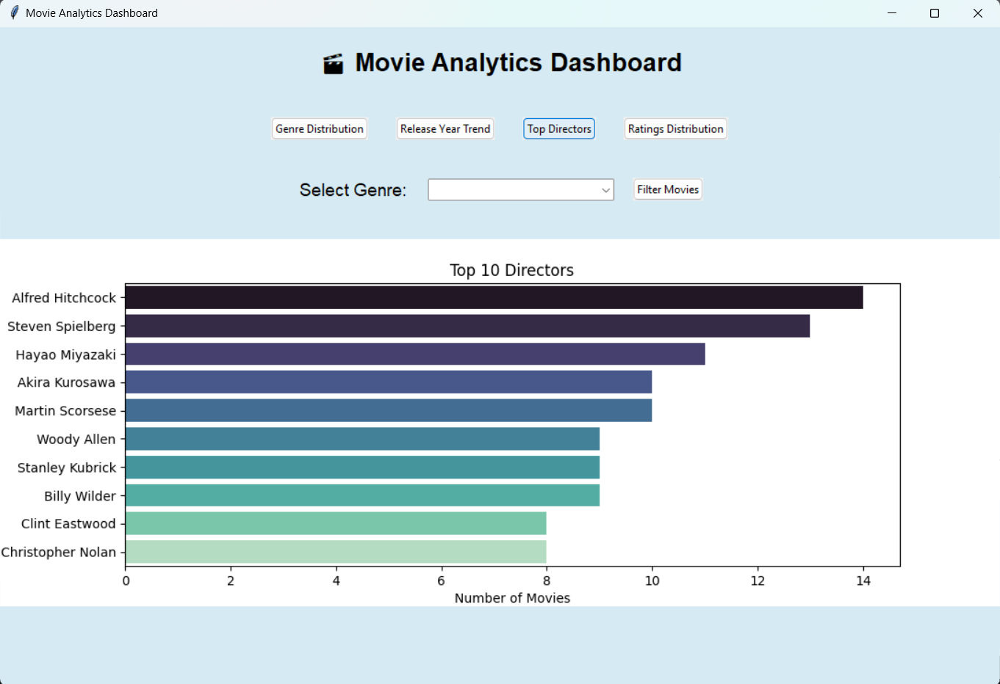 Movie Analytics Dashboard
🎬 Movie Analytics Dashboard
Genre Distribution
Release Year Trend
Top Directors
Ratings Distribution
Select Genre:
Filter Movies
Top 10 Directors
Alfred Hitchcock
Steven Spielberg
Hayao Miyazaki
Akira Kurosawa
Martin Scorsese
Woody Allen
Stanley Kubrick
Billy Wilder
Clint Eastwood
Christopher Nolan
0 2 4 6 8 10 12 14
Number of Movies